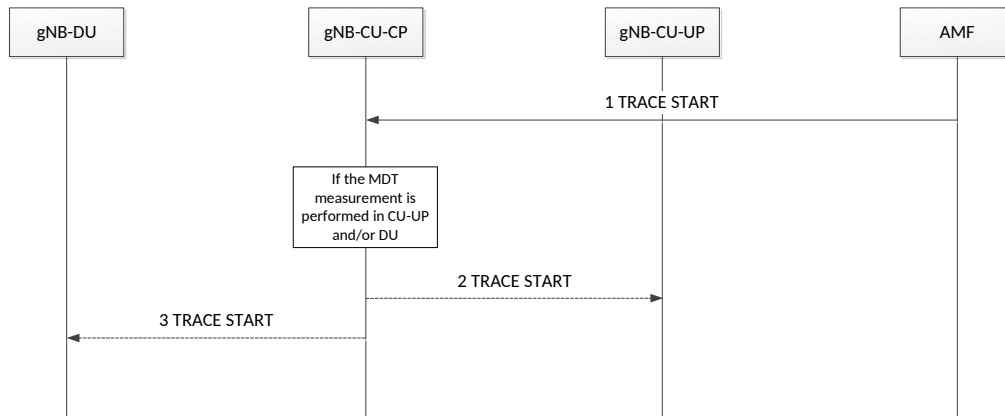 gNB-DU
gNB-CU-CP
gNB-CU-UP
AMF
1 TRACE START
If the MDT
measurement is
performed in CU-UP
and/or DU
2 TRACE START
3 TRACE START